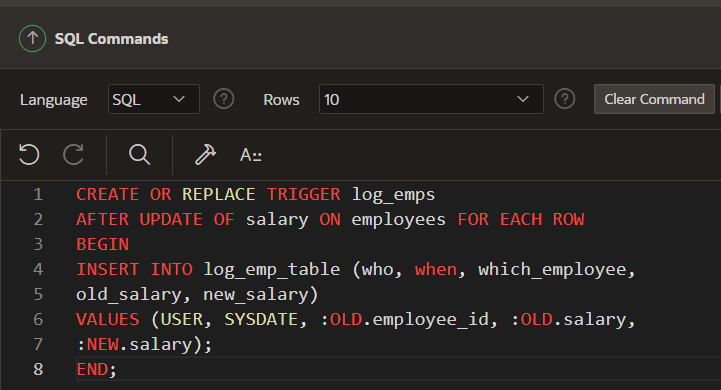 SQL Commands
Language SQL ? Rows 10 ? Clear Command
A::
1 CREATE OR REPLACE TRIGGER log_emps
2 AFTER UPDATE OF salary ON employees FOR EACH ROW
3 BEGIN
4 INSERT INTO log_emp_table (who, when, which_employee,
5 old_salary, new_salary)
6 VALUES (USER, SYSDATE, :OLD.employee_id, :OLD.salary,
7 :NEW.salary);
8 END;